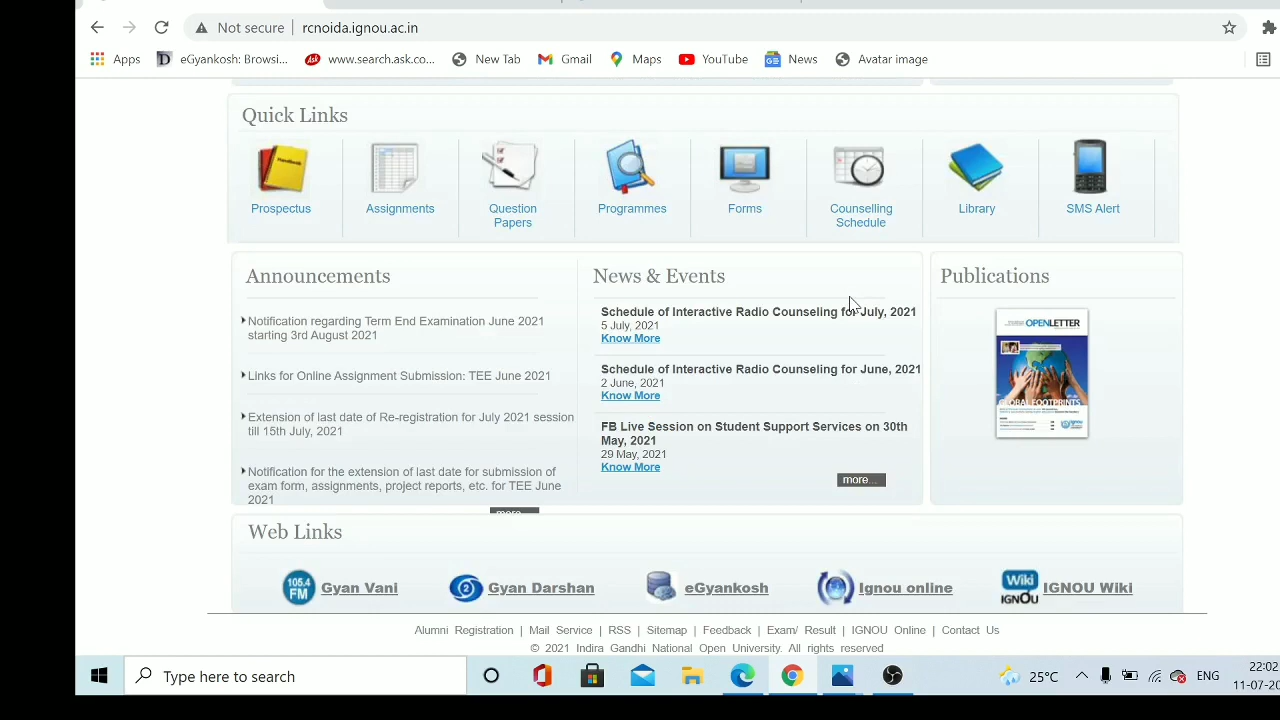 Not secure | rcnoida.ignou.ac.in
Apps eGyankosh: Browsi... www.search.ask.co... New Tab Gmail Maps YouTube News Avatar image
Quick Links
Prospectus
Assignments
Question
Papers
Programmes
Forms
Counselling
Schedule
Library
SMS Alert
Announcements
Notification regarding Term End Examination June 2021
starting 3rd August 2021
Links for Online Assignment Submission: TEE June 2021
Extension of last date of Re-registration for July 2021 session
till 15th July, 2021
Notification for the extension of last date for submission of
exam form, assignments, project reports, etc. for TEE June
2021
more...
News & Events
Schedule of Interactive Radio Counseling for July, 2021
5 July, 2021
Know More
Schedule of Interactive Radio Counseling for June, 2021
2 June, 2021
Know More
FB Live Session on Student Support Services on 30th
May, 2021
29 May, 2021
Know More
more...
Publications
OPENLETTER
GLOBAL FOOTPRINTS
Web Links
105.4
FM
Gyan Vani
Gyan Darshan
eGyankosh
Ignou online
Wiki
IGNOU
IGNOU Wiki
Alumni Registration | Mail Service | RSS | Sitemap | Feedback | Exam/ Result | IGNOU Online | Contact Us
© 2021 Indira Gandhi National Open University. All rights reserved
Type here to search
25°C
ENG
22:02
11-07-20